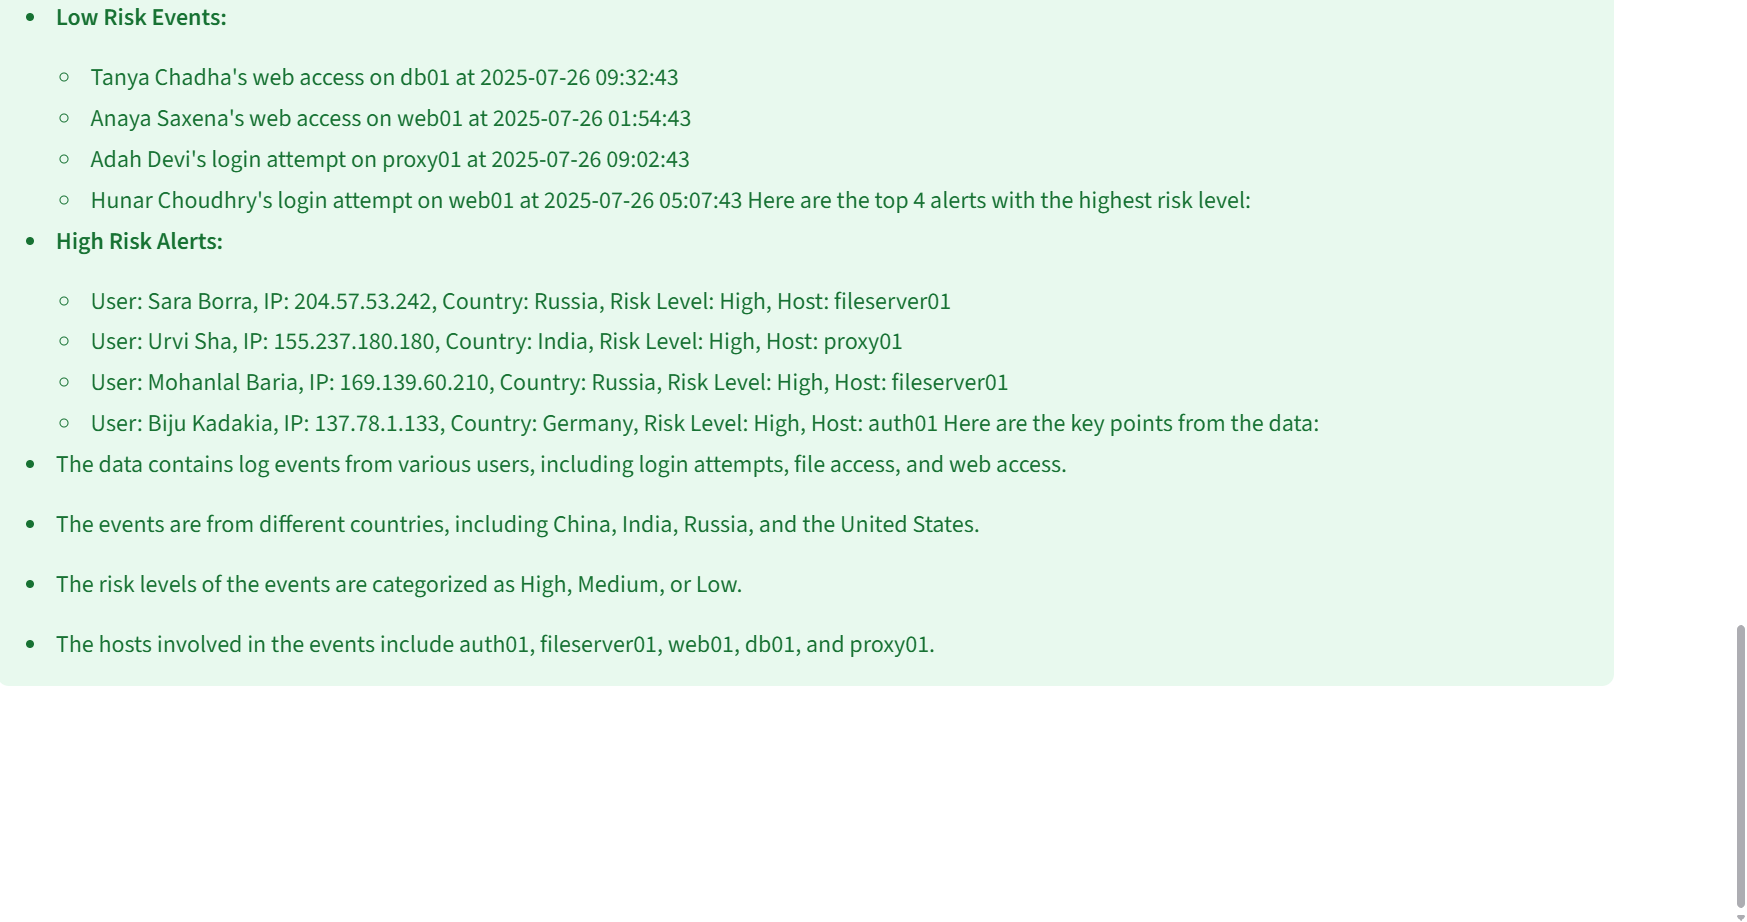 Low Risk Events:
Tanya Chadha's web access on db01 at 2025-07-26 09:32:43
Anaya Saxena's web access on web01 at 2025-07-26 01:54:43
Adah Devi's login attempt on proxy01 at 2025-07-26 09:02:43
Hunar Choudhry's login attempt on web01 at 2025-07-26 05:07:43 Here are the top 4 alerts with the highest risk level:
High Risk Alerts:
User: Sara Borra, IP: 204.57.53.242, Country: Russia, Risk Level: High, Host: fileserver01
User: Urvi Sha, IP: 155.237.180.180, Country: India, Risk Level: High, Host: proxy01
User: Mohanlal Baria, IP: 169.139.60.210, Country: Russia, Risk Level: High, Host: fileserver01
User: Biju Kadakia, IP: 137.78.1.133, Country: Germany, Risk Level: High, Host: auth01 Here are the key points from the data:
The data contains log events from various users, including login attempts, file access, and web access.
The events are from different countries, including China, India, Russia, and the United States.
The risk levels of the events are categorized as High, Medium, or Low.
The hosts involved in the events include auth01, fileserver01, web01, db01, and proxy01.